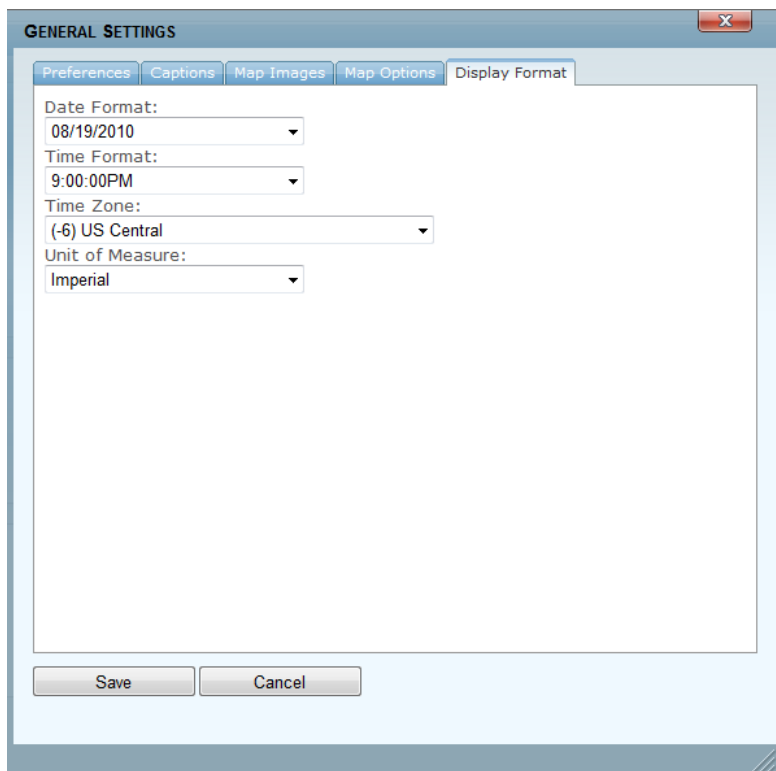 GENERAL SETTINGS
Preferences Captions Map Images Map Options Display Format
Date Format:
08/19/2010
Time Format:
9:00:00PM
Time Zone:
(-6) US Central
Unit of Measure:
Imperial
Save Cancel